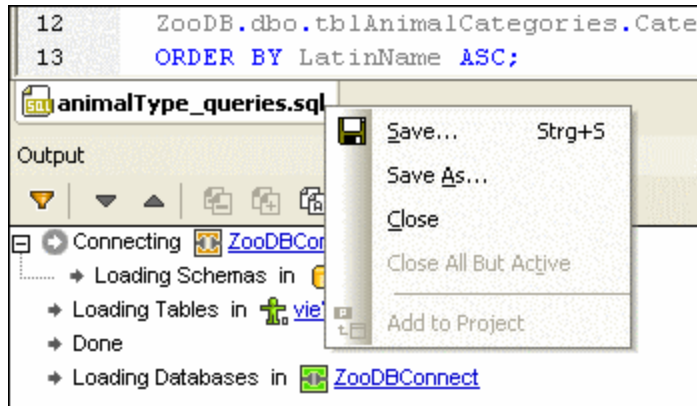 12 ZooDB.dbo.tblAnimalCategories.Cate
13 ORDER BY LatinName ASC;
animalType_queries.sql
Output
Save... Strg+S
Save As...
Close
Close All But Active
Add to Project
Connecting ZooDBCon
Loading Schemas in
Loading Tables in vie
Done
Loading Databases in ZooDBConnect